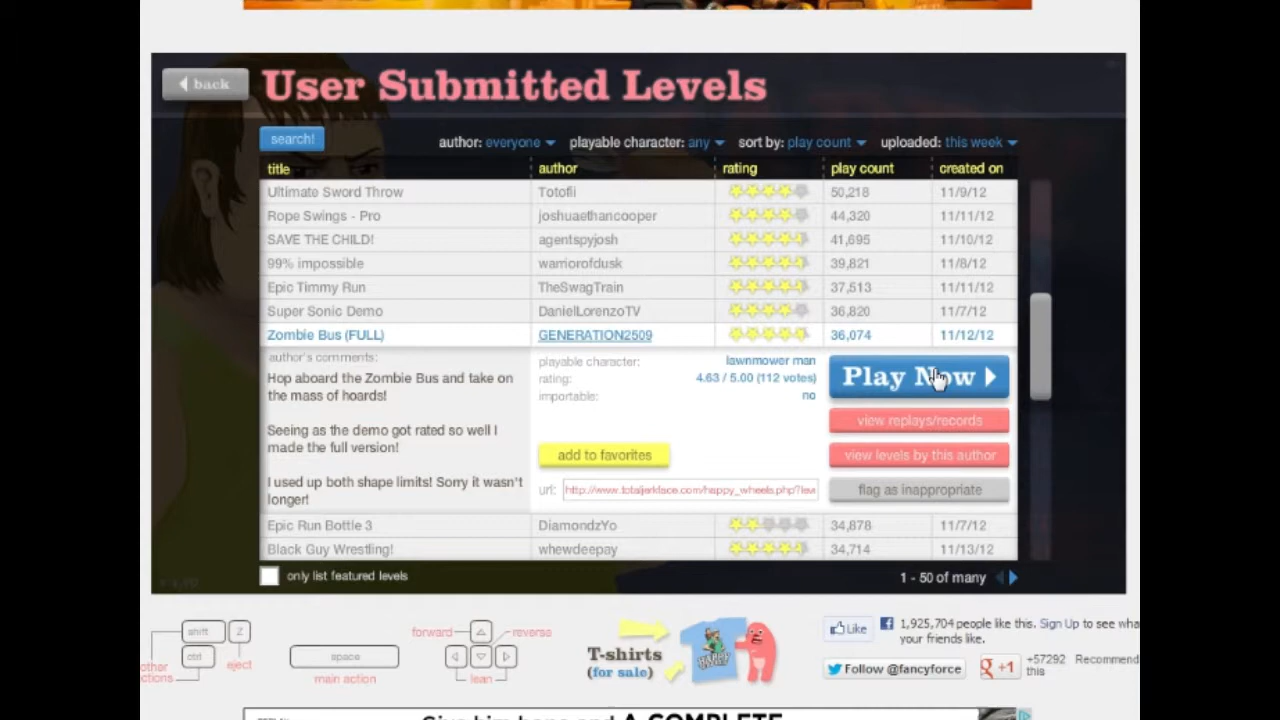 back
User Submitted Levels
search!
author: everyone playable character: any sort by: play count uploaded: this week
title author rating play count created on
Ultimate Sword Throw Totofli 50,218 11/9/12
Rope Swings - Pro joshuaethancooper 44,320 11/11/12
SAVE THE CHILD! agentspyjosh 41,695 11/10/12
99% impossible warriorofdusk 39,821 11/8/12
Epic Timmy Run TheSwagTrain 37,513 11/11/12
Super Sonic Demo DanielLorenzoTV 36,820 11/7/12
Zombie Bus (FULL) GENERATION2509 36,074 11/12/12
author's comments:
Hop aboard the Zombie Bus and take on
the mass of hoards!
Seeing as the demo got rated so well I
made the full version!
I used up both shape limits! Sorry it wasn't
longer!
playable character: lawnmower man
rating: 4.63 / 5.00 (112 votes)
importable: no
add to favorites
url: http://www.totaljerkface.com/happy_wheels.php?lev
Play Now
view replays/records
view levels by this author
flag as inappropriate
Epic Run Bottle 3 DiamondzYo 34,878 11/7/12
Black Guy Wrestling! whewdeepay 34,714 11/13/12
only list featured levels
1 - 50 of many
shift Z
ctrl eject
space
main action
forward reverse
lean
T-shirts
(for sale)
HAPPY
Like
1,925,704 people like this. Sign Up to see wha
your friends like.
Follow @fancyforce
+1
+57292 Recommend
this
A COMPLETE